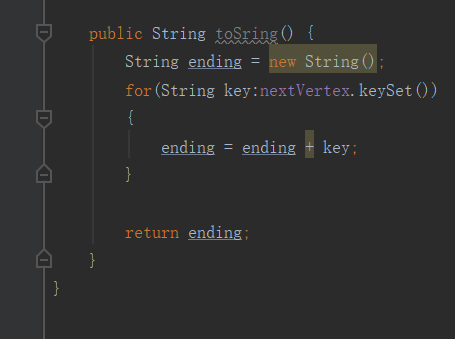 public String toSring() {
String ending = new String();
for(String key:nextVertex.keySet())
{
ending = ending + key;
}
return ending;
}
}